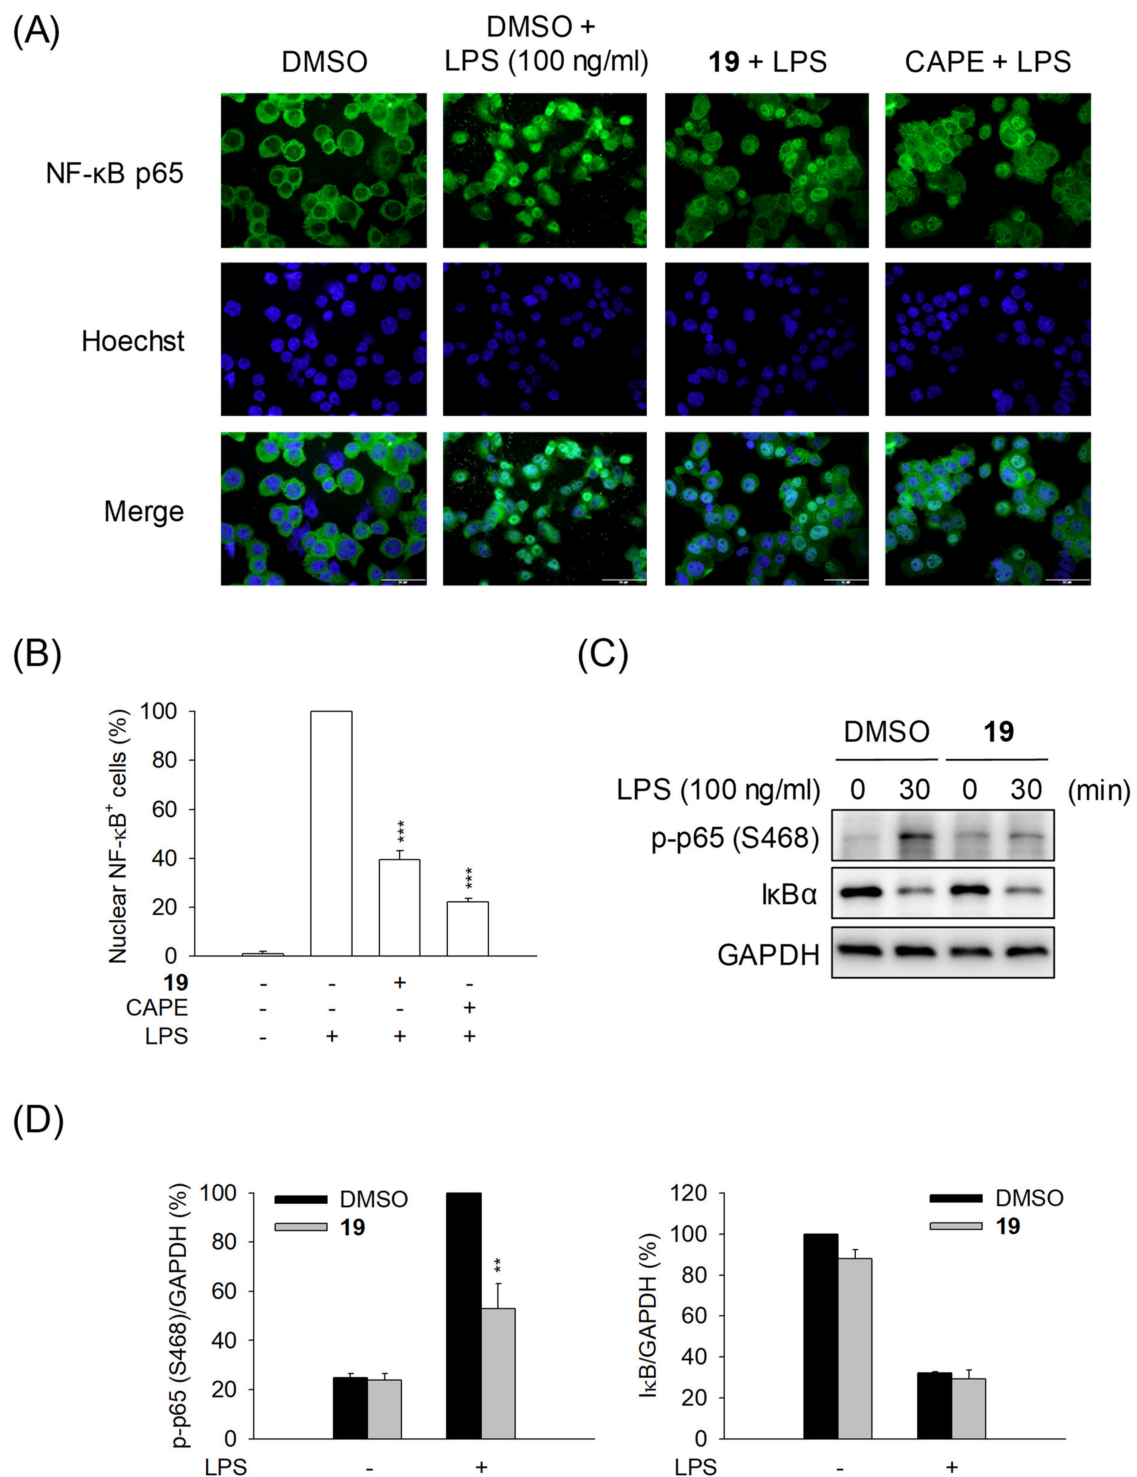 (A)
DMSO
DMSO +
LPS (100 ng/ml)
19 + LPS
CAPE + LPS
NF-κB p65
Hoechst
Merge
(B)
Nuclear NF-κB⁺ cells (%)
100
80
60
40
20
0
***
***
19 - - + -
CAPE - - - +
LPS - + + +
(C)
DMSO 19
LPS (100 ng/ml) 0 30 0 30 (min)
p-p65 (S468)
IκBα
GAPDH
(D)
p-p65 (S468)/GAPDH (%)
100
80
60
40
20
0
DMSO
19
**
LPS - +
IκB/GAPDH (%)
120
100
80
60
40
20
0
DMSO
19
LPS - +